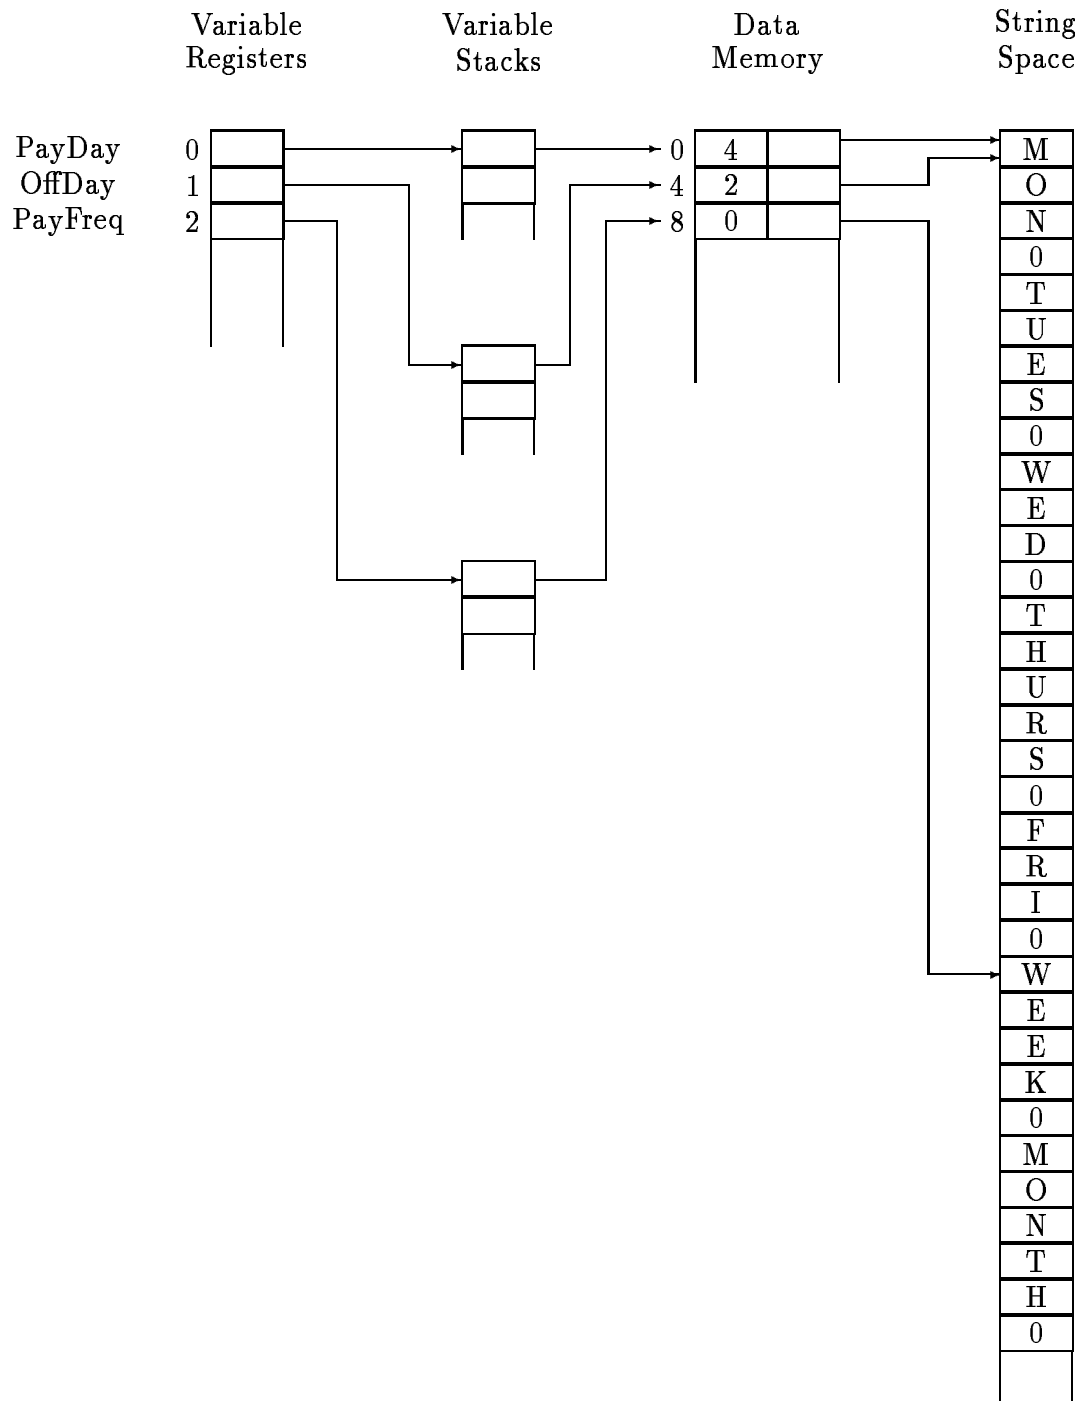 Variable Registers
Variable Stacks
Data Memory
String Space
PayDay 0 0 4 M
OffDay 1 4 2 O
PayFreq 2 8 0 N
0
T
U
E
S
0
W
E
D
0
T
H
U
R
S
0
F
R
I
0
W
E
E
K
0
M
O
N
T
H
0